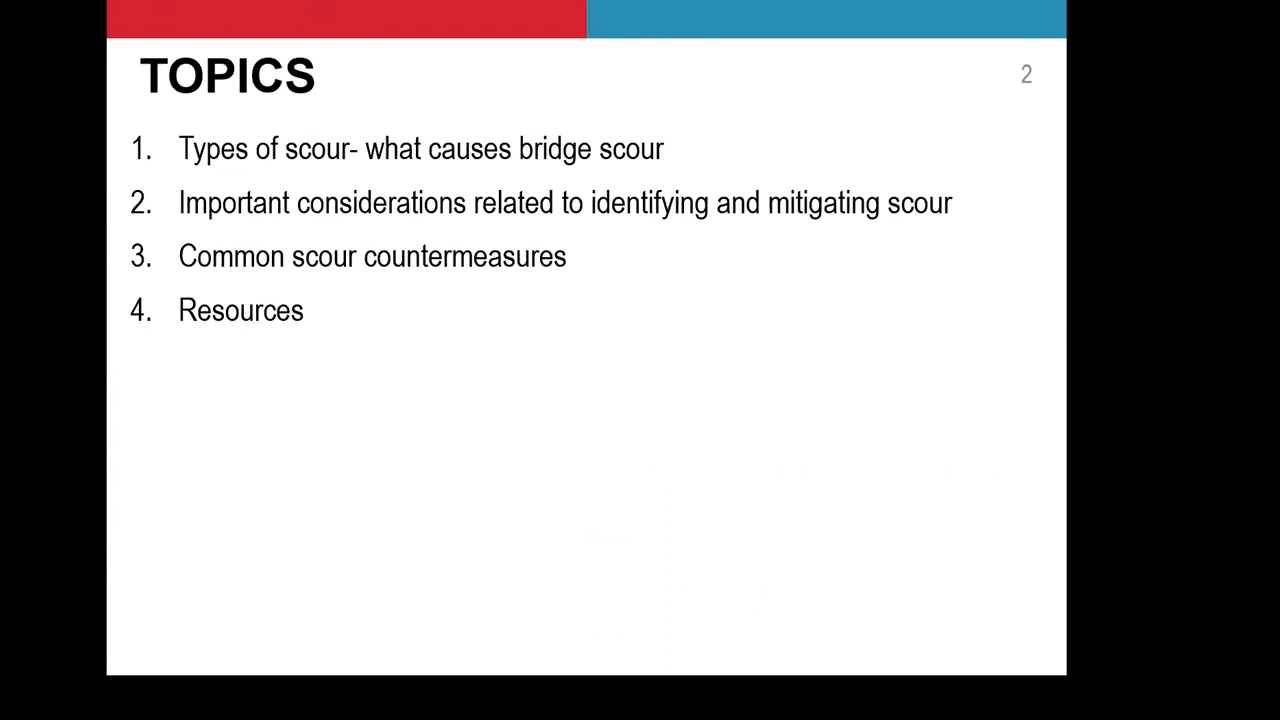 TOPICS
2
1. Types of scour- what causes bridge scour
2. Important considerations related to identifying and mitigating scour
3. Common scour countermeasures
4. Resources